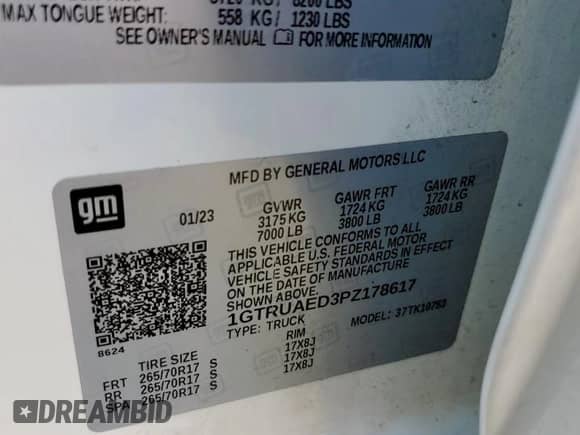 MAX TONGUE WEIGHT: 558 KG / 1230 LBS
SEE OWNER'S MANUAL FOR MORE INFORMATION
gm
MFD BY GENERAL MOTORS LLC
01/23
GVWR GAWR FRT GAWR RR
3175 KG 1724 KG 1724 KG
7000 LB 3800 LB 3800 LB
THIS VEHICLE CONFORMS TO ALL
APPLICABLE U.S. FEDERAL MOTOR
VEHICLE SAFETY STANDARDS IN EFFECT
ON THE DATE OF MANUFACTURE
SHOWN ABOVE.
1GTRUAED3PZ178617
TYPE: TRUCK MODEL: 37TK10753
8624
TIRE SIZE RIM
FRT 265/70R17 S 17X8J
RR 265/70R17 S 17X8J
SPA 265/70R17 S 17X8J
DREAMBID